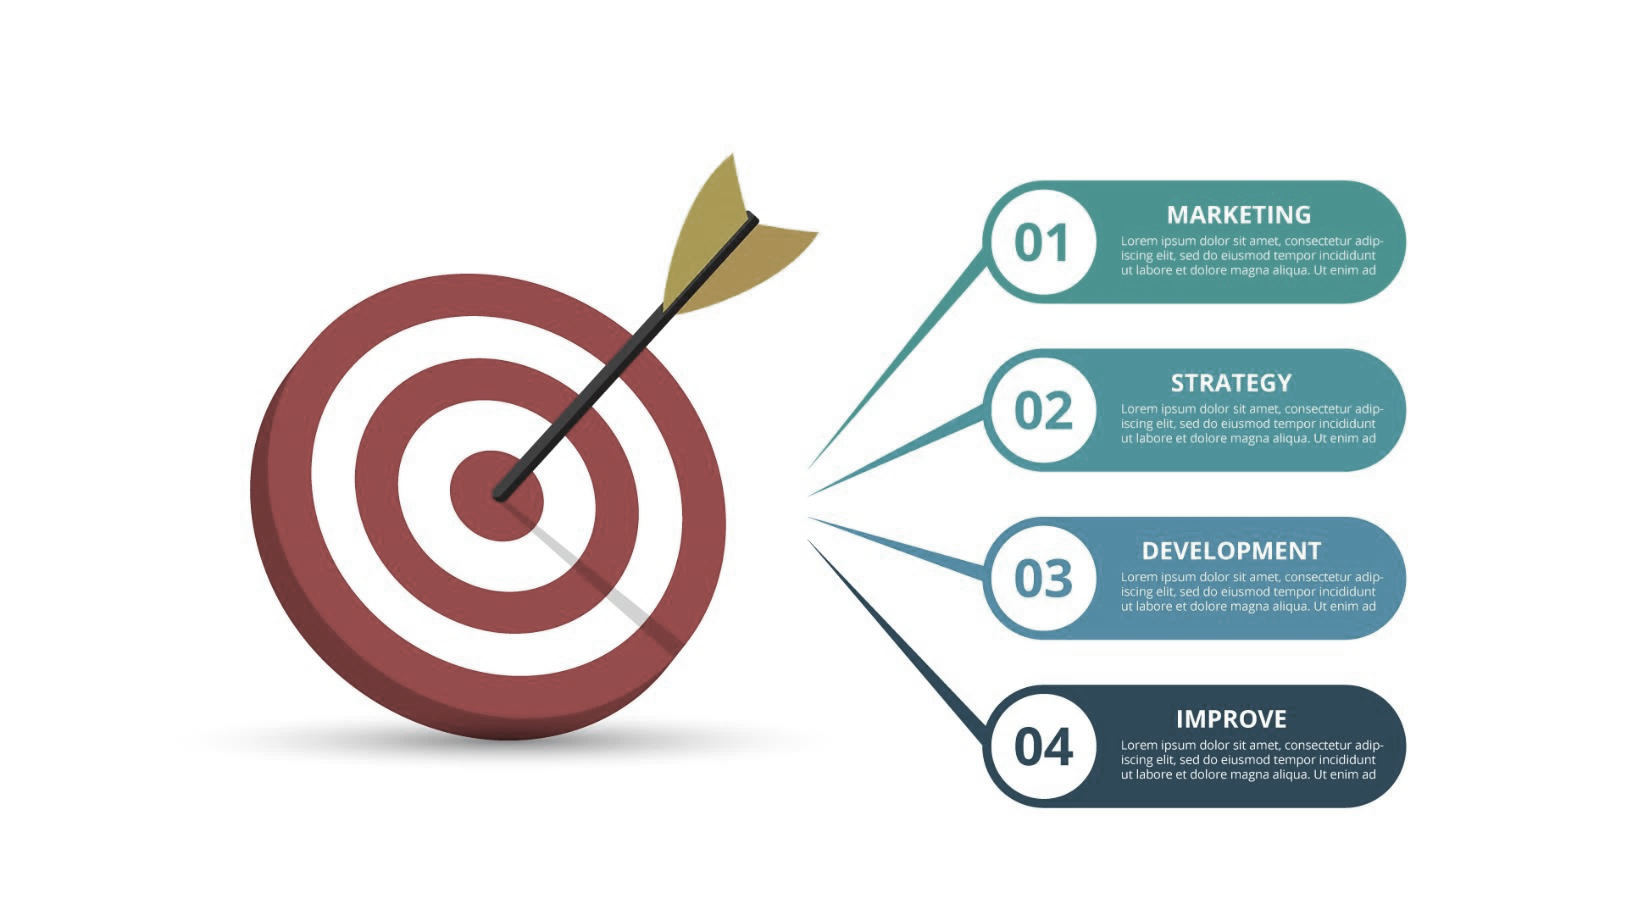 01
MARKETING
Lorem ipsum dolor sit amet, consectetur adip-
iscing elit, sed do eiusmod tempor incididunt
ut labore et dolore magna aliqua. Ut enim ad
02
STRATEGY
Lorem ipsum dolor sit amet, consectetur adip-
iscing elit, sed do eiusmod tempor incididunt
ut labore et dolore magna aliqua. Ut enim ad
03
DEVELOPMENT
Lorem ipsum dolor sit amet, consectetur adip-
iscing elit, sed do eiusmod tempor incididunt
ut labore et dolore magna aliqua. Ut enim ad
04
IMPROVE
Lorem ipsum dolor sit amet, consectetur adip-
iscing elit, sed do eiusmod tempor incididunt
ut labore et dolore magna aliqua. Ut enim ad